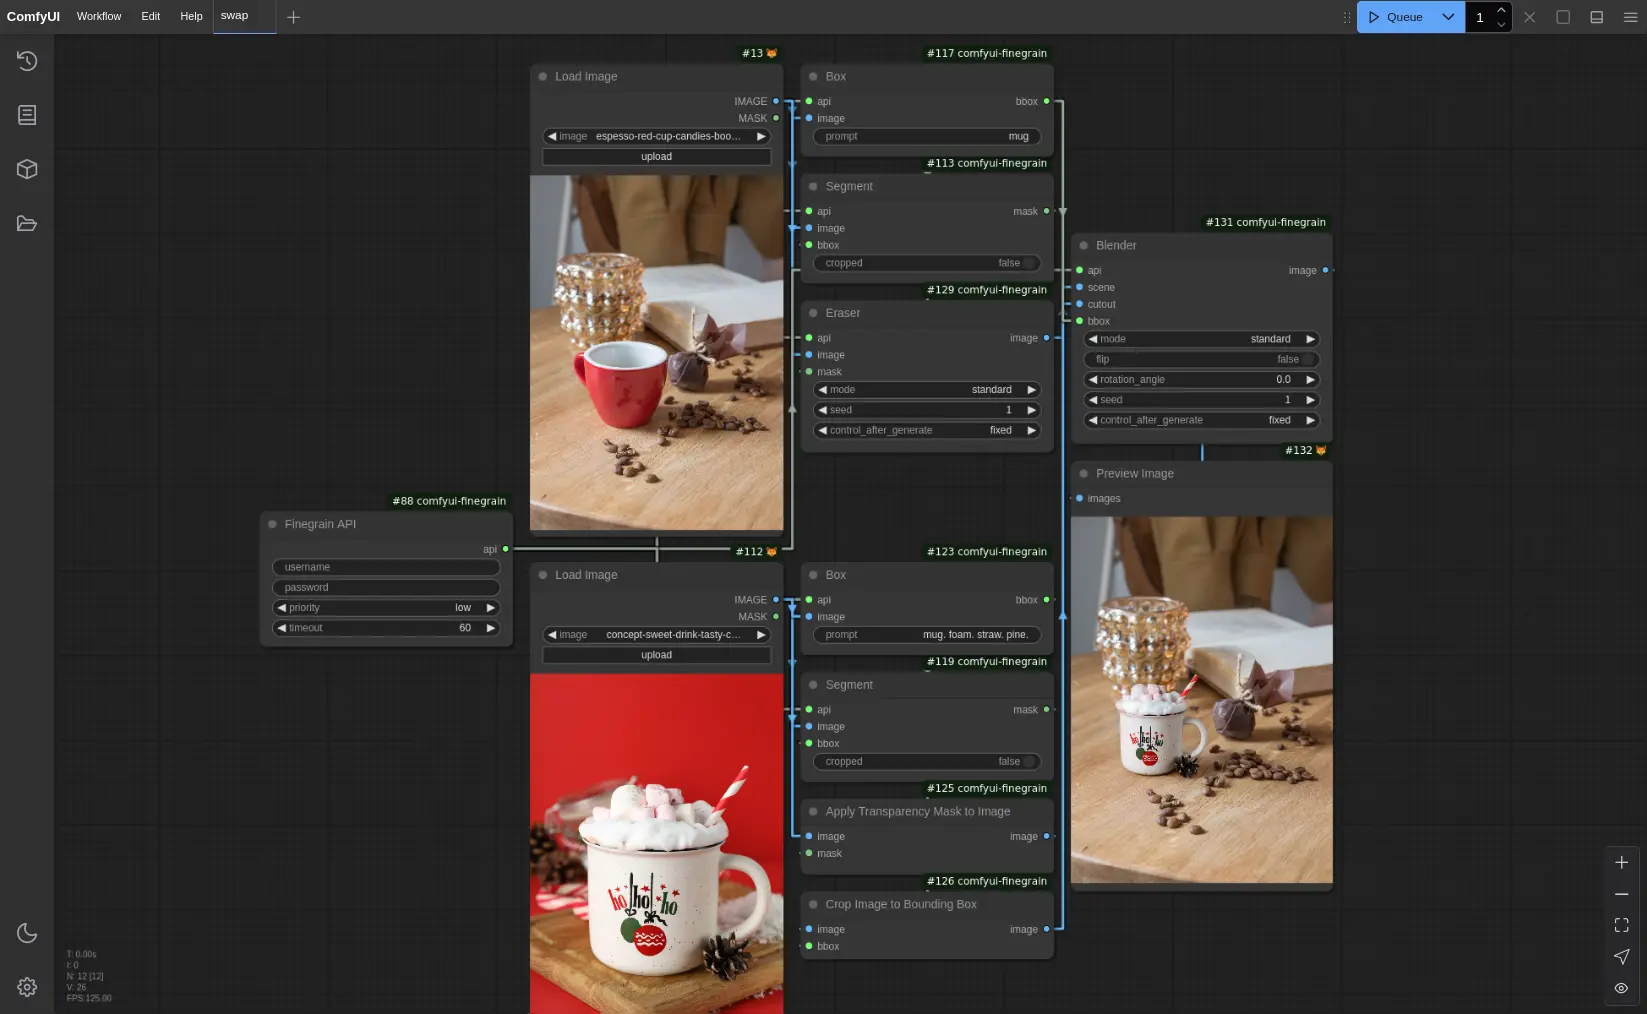 ComfyUI Workflow Edit Help swap
Queue 1
#13
Load Image
IMAGE
MASK
image espesso-red-cup-candies-boo...
upload
#117 comfyui-finegrain
Box
api bbox
image
prompt mug
#113 comfyui-finegrain
Segment
api mask
image
bbox
cropped false
#129 comfyui-finegrain
Eraser
api image
image
mask
mode standard
seed 1
control_after_generate fixed
#131 comfyui-finegrain
Blender
api image
scene
cutout
bbox
mode standard
flip false
rotation_angle 0.0
seed 1
control_after_generate fixed
#132
Preview Image
images
ho ho ho
#88 comfyui-finegrain
Finegrain API
api
username
password
priority low
timeout 60
#112
Load Image
IMAGE
MASK
image concept-sweet-drink-tasty-c...
upload
ho ho ho
#123 comfyui-finegrain
Box
api bbox
image
prompt mug. foam. straw. pine.
#119 comfyui-finegrain
Segment
api mask
image
bbox
cropped false
#125 comfyui-finegrain
Apply Transparency Mask to Image
image image
mask
#126 comfyui-finegrain
Crop Image to Bounding Box
image image
bbox
T: 0.00s
I: 0
N: 12 [12]
V: 26
FPS:125.00